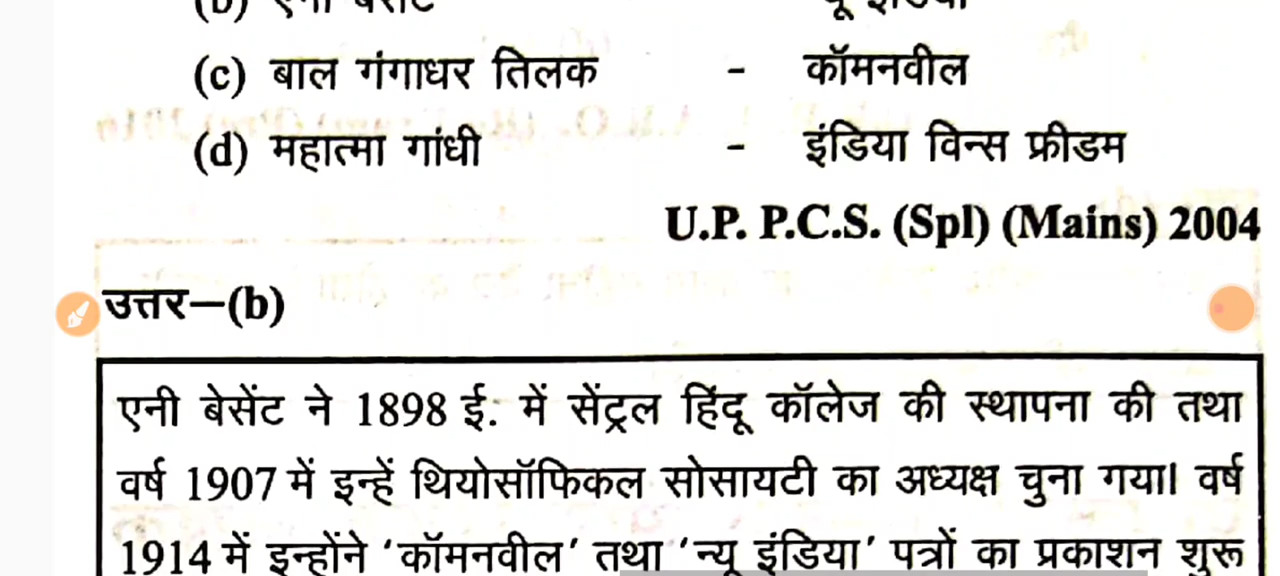 (b) एनी बेसेंट - न्यू इंडिया
(c) बाल गंगाधर तिलक - कॉमनवील
(d) महात्मा गांधी - इंडिया विन्स फ्रीडम
U.P. P.C.S. (Spl) (Mains) 2004
उत्तर—(b)
एनी बेसेंट ने 1898 ई. में सेंट्रल हिंदू कॉलेज की स्थापना की तथा
वर्ष 1907 में इन्हें थियोसॉफिकल सोसायटी का अध्यक्ष चुना गया। वर्ष
1914 में इन्होंने ‘कॉमनवील’ तथा ‘न्यू इंडिया’ पत्रों का प्रकाशन शुरू